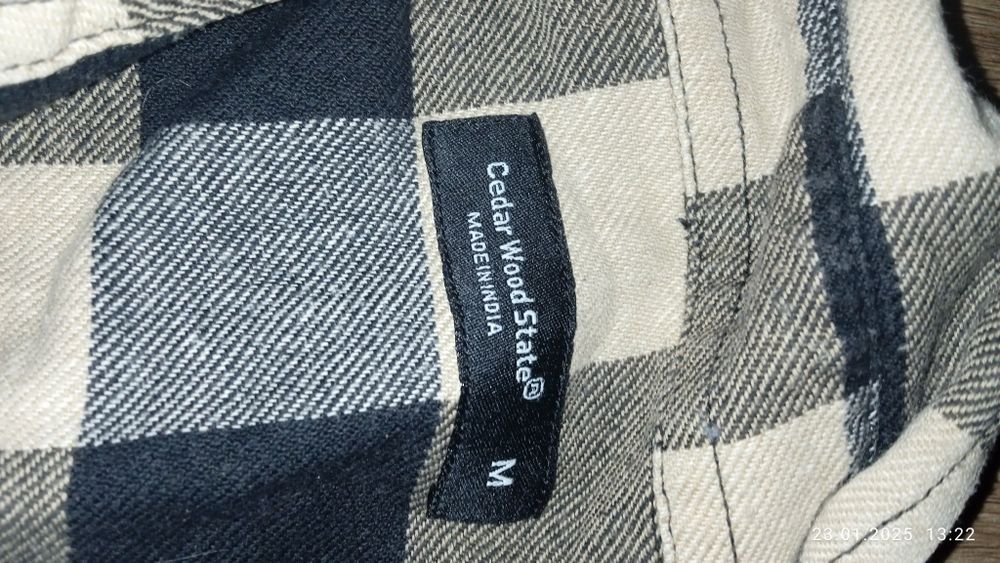 Cedar Wood State®
MADE IN INDIA
M
23.01.2025 13:22